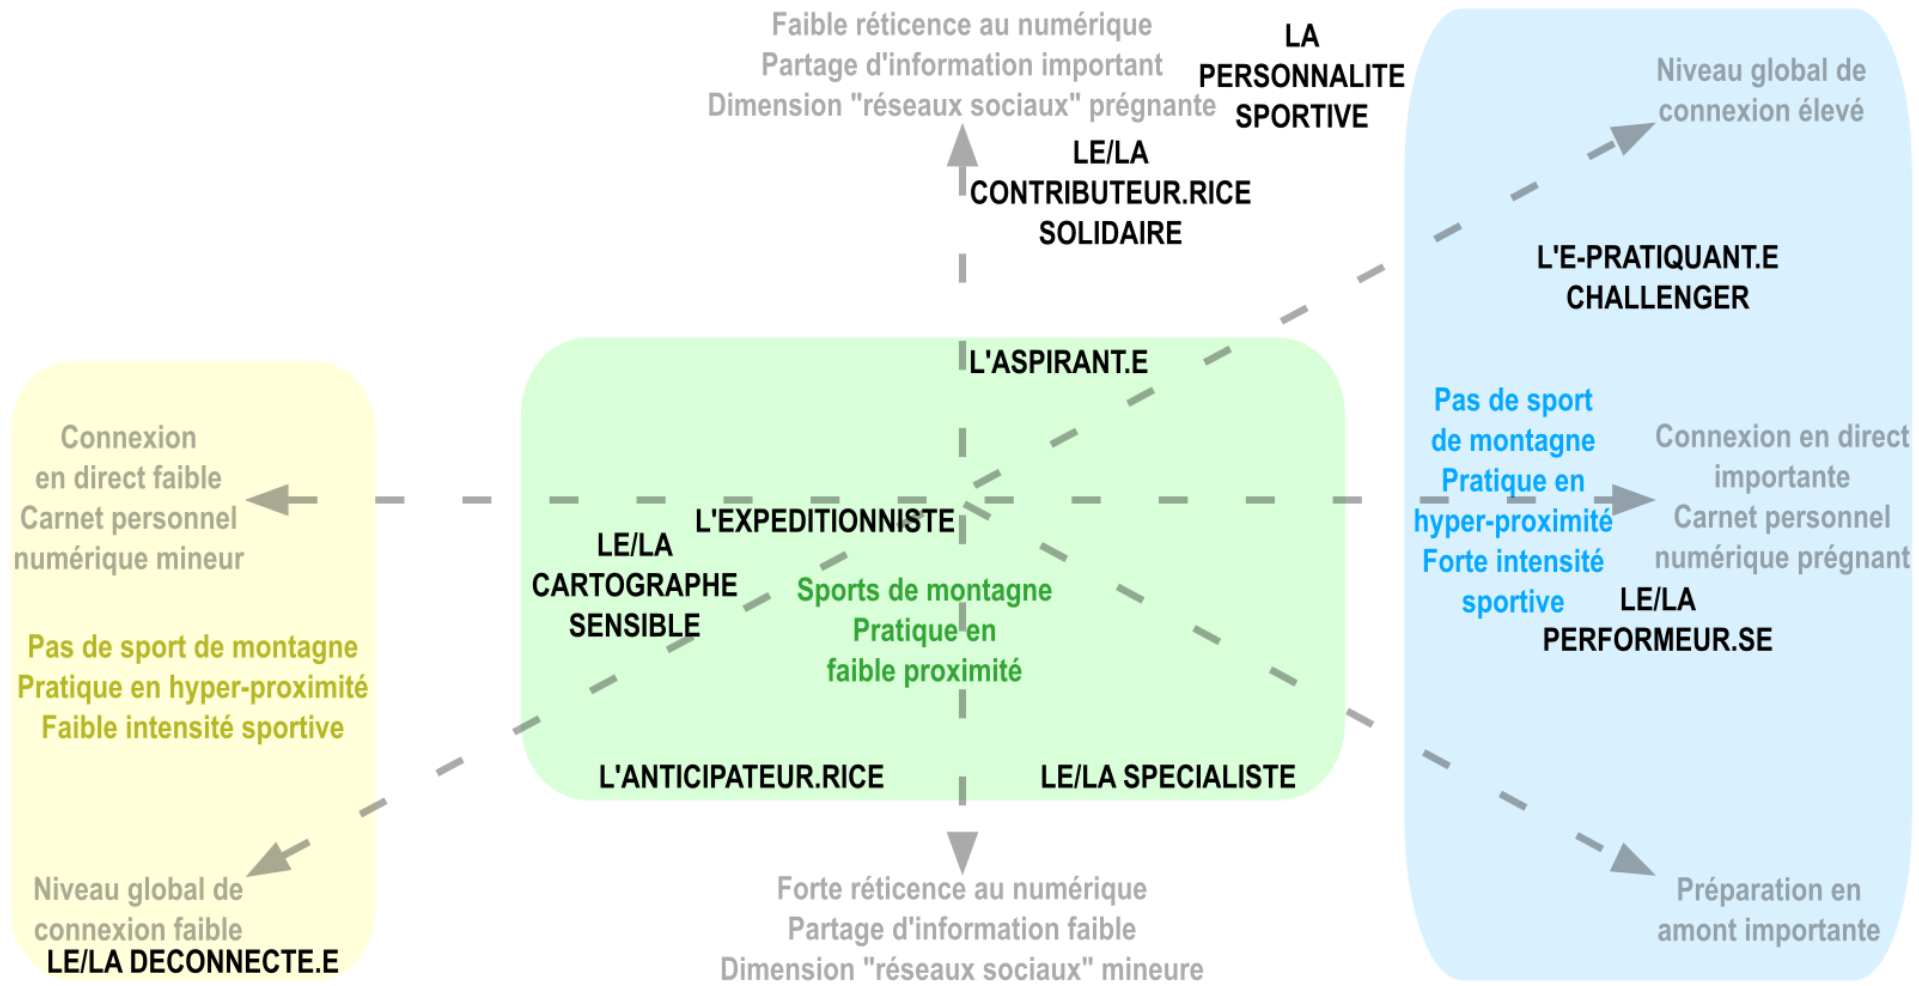 Faible réticence au numérique
Partage d'information important
Dimension "réseaux sociaux" prégnante
LA
PERSONNALITE
SPORTIVE
Niveau global de
connexion élevé
LE/LA
CONTRIBUTEUR.RICE
SOLIDAIRE
L'E-PRATIQUANT.E
CHALLENGER
L'ASPIRANT.E
Connexion
en direct faible
Carnet personnel
numérique mineur
Pas de sport
de montagne
Pratique en
hyper-proximité
Forte intensité
sportive
Connexion en direct
importante
Carnet personnel
numérique prégnant
L'EXPEDITIONNISTE
LE/LA
CARTOGRAPHE
SENSIBLE
Sports de montagne
Pratique en
faible proximité
LE/LA
PERFORMEUR.SE
Pas de sport de montagne
Pratique en hyper-proximité
Faible intensité sportive
L'ANTICIPATEUR.RICE
LE/LA SPECIALISTE
Niveau global de
connexion faible
LE/LA DECONNECTE.E
Forte réticence au numérique
Partage d'information faible
Dimension "réseaux sociaux" mineure
Préparation en
amont importante